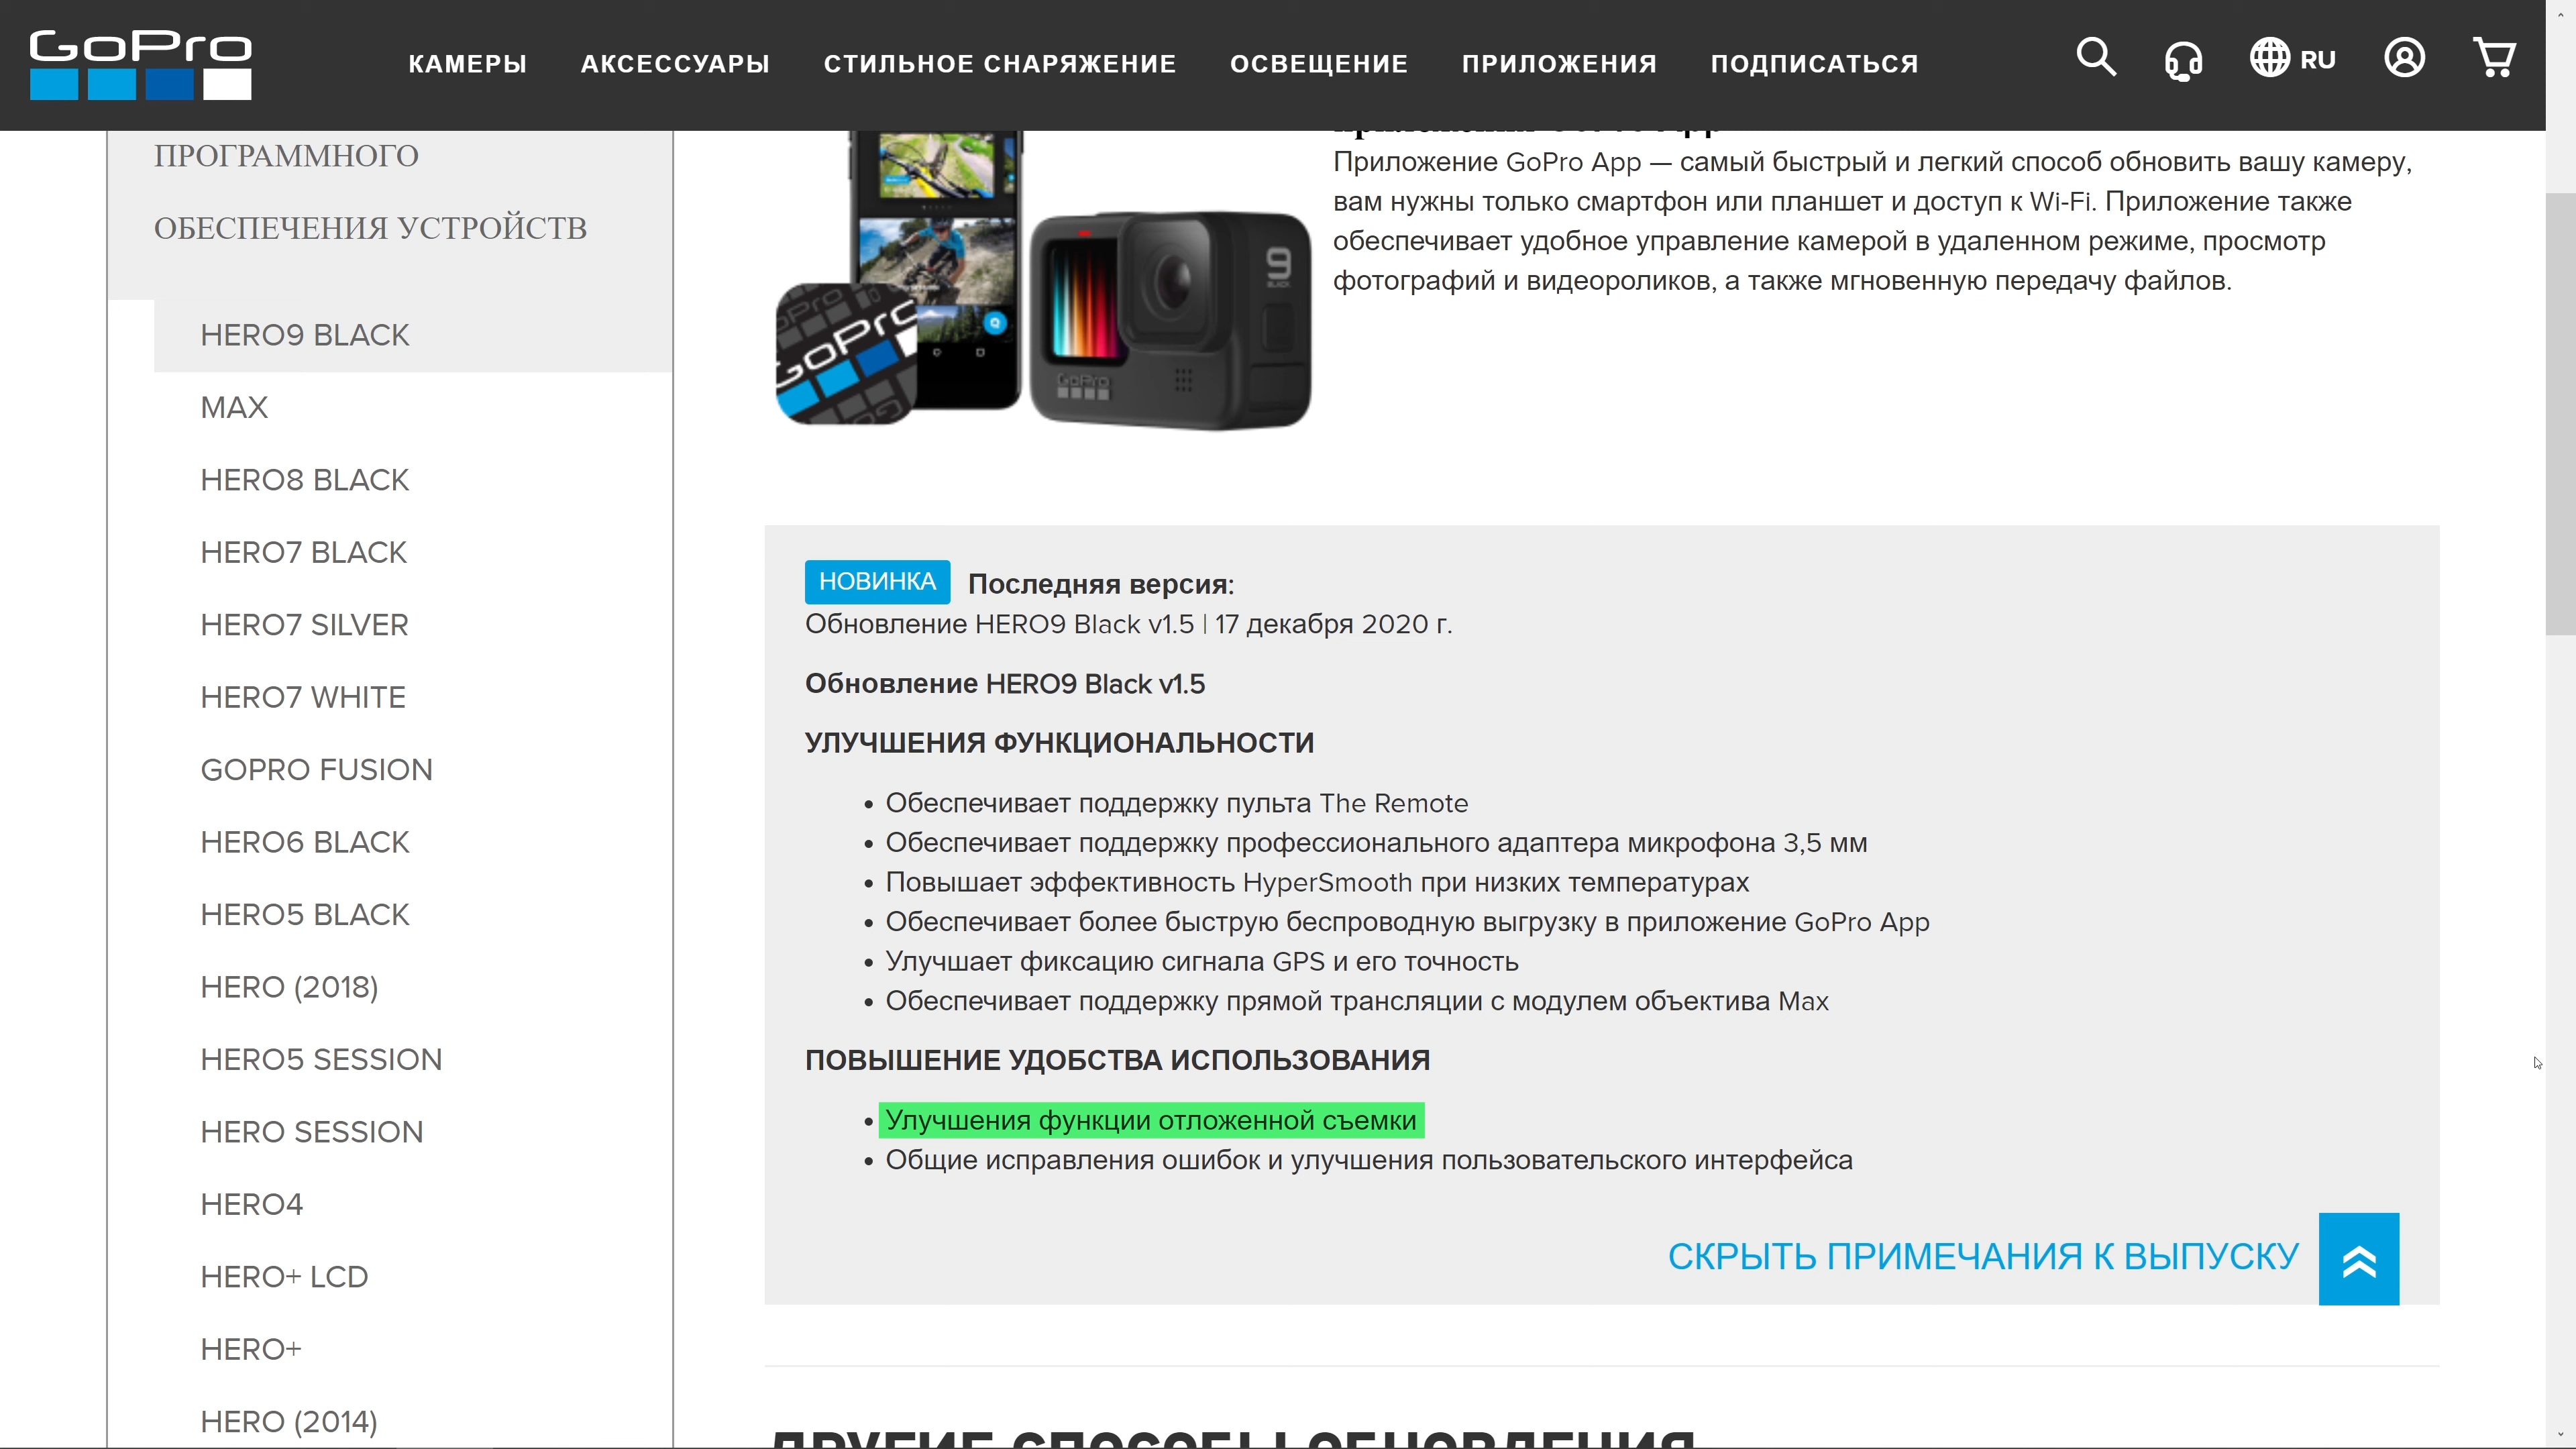 GoPro
КАМЕРЫ АКСЕССУАРЫ СТИЛЬНОЕ СНАРЯЖЕНИЕ ОСВЕЩЕНИЕ ПРИЛОЖЕНИЯ ПОДПИСАТЬСЯ RU
ПРОГРАММНОГО
ОБЕСПЕЧЕНИЯ УСТРОЙСТВ
HERO9 BLACK
MAX
HERO8 BLACK
HERO7 BLACK
HERO7 SILVER
HERO7 WHITE
GOPRO FUSION
HERO6 BLACK
HERO5 BLACK
HERO (2018)
HERO5 SESSION
HERO SESSION
HERO4
HERO+ LCD
HERO+
HERO (2014)
GoPro
GoPro
9
BLACK
Приложение GoPro App — самый быстрый и легкий способ обновить вашу камеру,
вам нужны только смартфон или планшет и доступ к Wi-Fi. Приложение также
обеспечивает удобное управление камерой в удаленном режиме, просмотр
фотографий и видеороликов, а также мгновенную передачу файлов.
НОВИНКА Последняя версия:
Обновление HERO9 Black v1.5 | 17 декабря 2020 г.
Обновление HERO9 Black v1.5
УЛУЧШЕНИЯ ФУНКЦИОНАЛЬНОСТИ
• Обеспечивает поддержку пульта The Remote
• Обеспечивает поддержку профессионального адаптера микрофона 3,5 мм
• Повышает эффективность HyperSmooth при низких температурах
• Обеспечивает более быструю беспроводную выгрузку в приложение GoPro App
• Улучшает фиксацию сигнала GPS и его точность
• Обеспечивает поддержку прямой трансляции с модулем объектива Max
ПОВЫШЕНИЕ УДОБСТВА ИСПОЛЬЗОВАНИЯ
• Улучшения функции отложенной съемки
• Общие исправления ошибок и улучшения пользовательского интерфейса
СКРЫТЬ ПРИМЕЧАНИЯ К ВЫПУСКУ
ДРУГИЕ СПОСОБЫ ОБНОВЛЕНИЯ